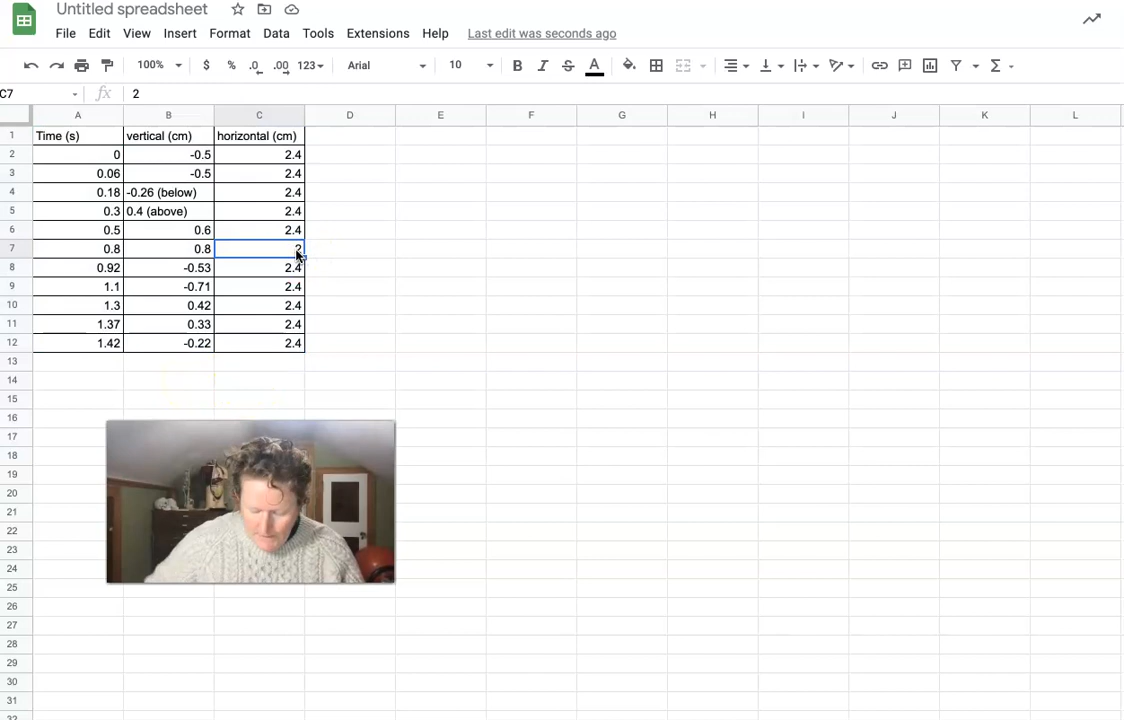 Untitled spreadsheet
File Edit View Insert Format Data Tools Extensions Help Last edit was seconds ago
100% $ % .0 .00 123 Arial 10 B I S A
C7 fx 2
A B C D E F G H I J K L
1 Time (s) vertical (cm) horizontal (cm)
2 0 -0.5 2.4
3 0.06 -0.5 2.4
4 0.18 -0.26 (below) 2.4
5 0.3 0.4 (above) 2.4
6 0.5 0.6 2.4
7 0.8 0.8 2
8 0.92 -0.53 2.4
9 1.1 -0.71 2.4
10 1.3 0.42 2.4
11 1.37 0.33 2.4
12 1.42 -0.22 2.4
13
14
15
16
17
18
19
20
21
22
23
24
25
26
27
28
29
30
31
32